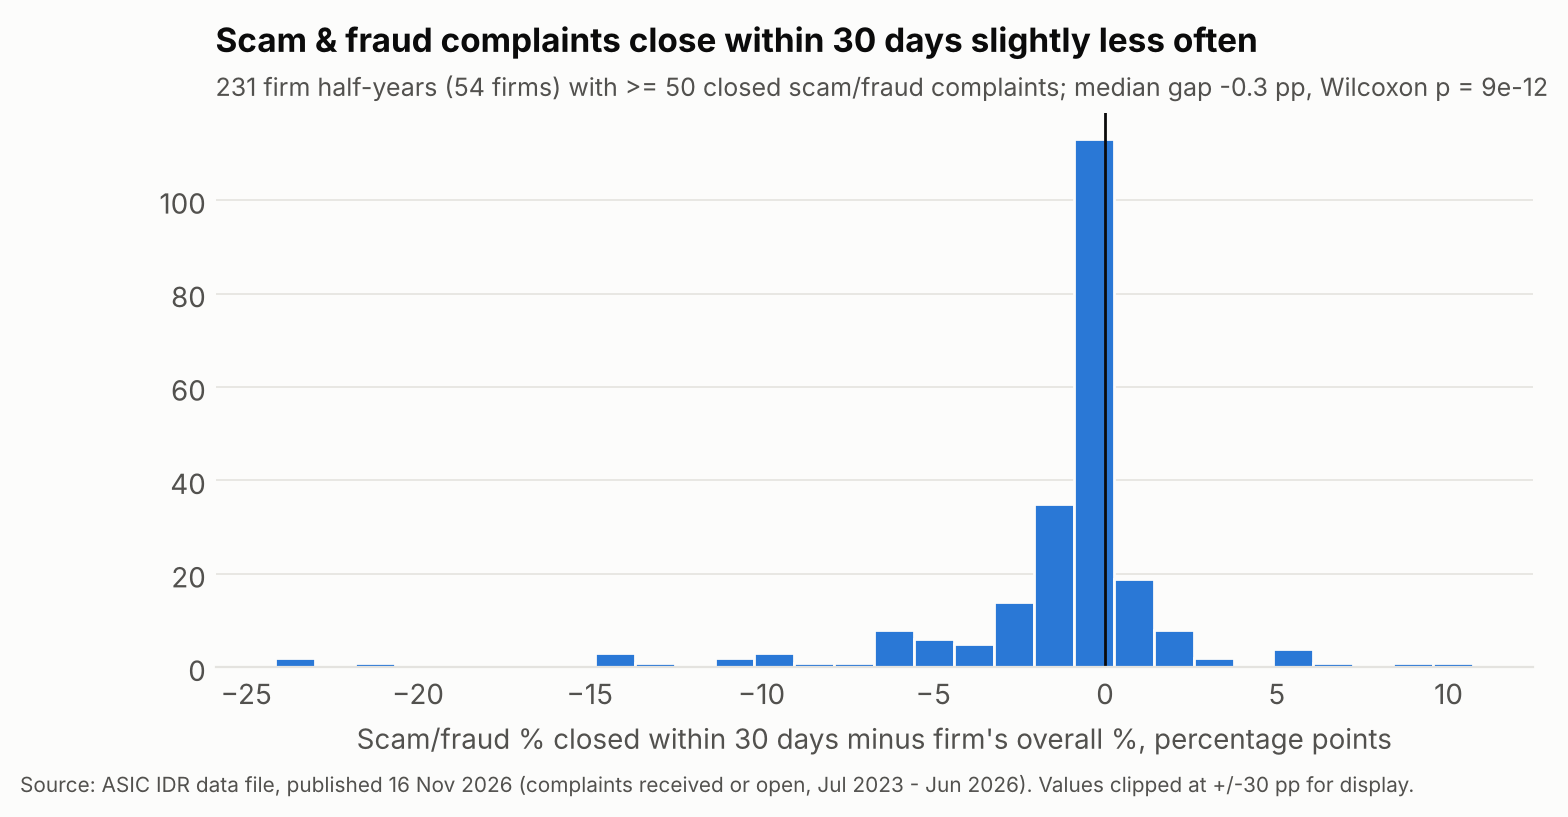 Scam & fraud complaints close within 30 days slightly less often
231 firm half-years (54 firms) with >= 50 closed scam/fraud complaints; median gap -0.3 pp, Wilcoxon p = 9e-12
100
80
60
40
20
0
−25 −20 −15 −10 −5 0 5 10
Scam/fraud % closed within 30 days minus firm's overall %, percentage points
Source: ASIC IDR data file, published 16 Nov 2026 (complaints received or open, Jul 2023 - Jun 2026). Values clipped at +/-30 pp for display.